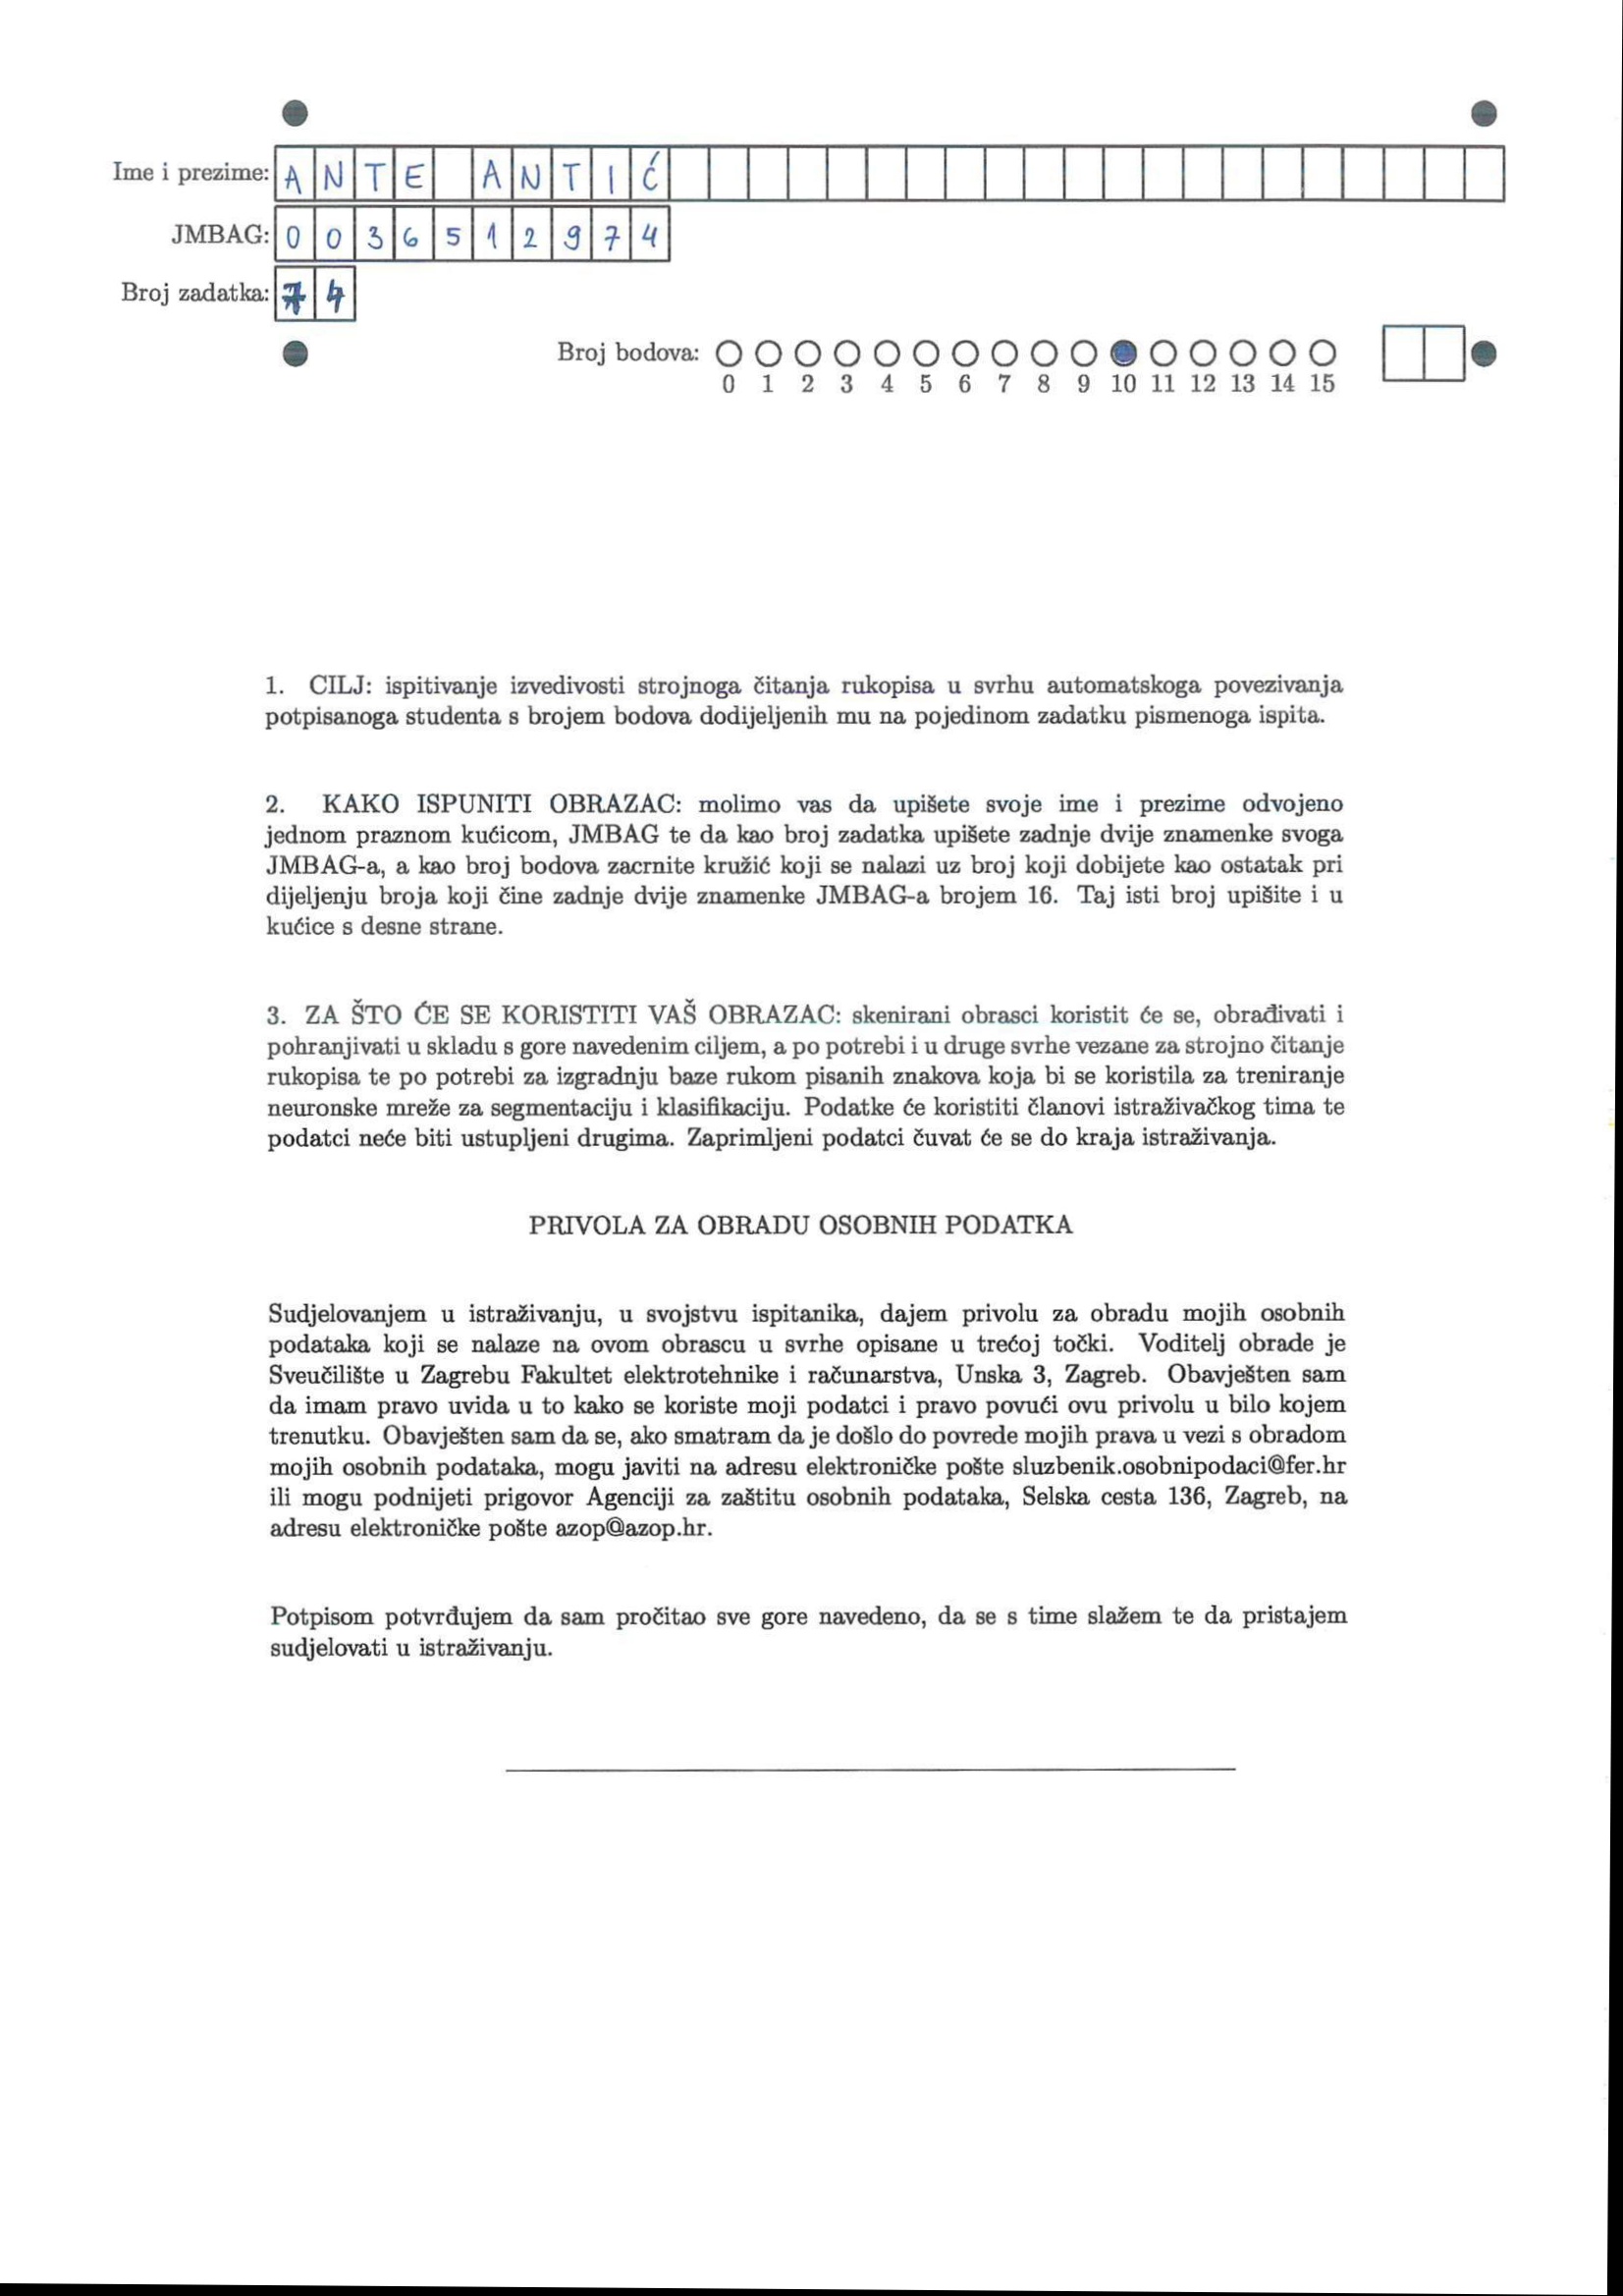 Ime i prezime: ANTE ANTIĆ
JMBAG: 0036512974
Broj zadatka: 74
Broj bodova:
0 1 2 3 4 5 6 7 8 9 10 11 12 13 14 15
1. CILJ: ispitivanje izvedivosti strojnoga čitanja rukopisa u svrhu automatskoga povezivanja
potpisanoga studenta s brojem bodova dodijeljenih mu na pojedinom zadatku pismenoga ispita.
2. KAKO ISPUNITI OBRAZAC: molimo vas da upišete svoje ime i prezime odvojeno
jednom praznom kućicom, JMBAG te da kao broj zadatka upišete zadnje dvije znamenke svoga
JMBAG-a, a kao broj bodova zacrnite kružić koji se nalazi uz broj koji dobijete kao ostatak pri
dijeljenju broja koji čine zadnje dvije znamenke JMBAG-a brojem 16. Taj isti broj upišite i u
kućice s desne strane.
3. ZA ŠTO ĆE SE KORISTITI VAŠ OBRAZAC: skenirani obrasci koristit će se, obrađivati i
pohranjivati u skladu s gore navedenim ciljem, a po potrebi i u druge svrhe vezane za strojno čitanje
rukopisa te po potrebi za izgradnju baze rukom pisanih znakova koja bi se koristila za treniranje
neuronske mreže za segmentaciju i klasifikaciju. Podatke će koristiti članovi istraživačkog tima te
podatci neće biti ustupljeni drugima. Zaprimljeni podatci čuvat će se do kraja istraživanja.
PRIVOLA ZA OBRADU OSOBNIH PODATKA
Sudjelovanjem u istraživanju, u svojstvu ispitanika, dajem privolu za obradu mojih osobnih
podataka koji se nalaze na ovom obrascu u svrhe opisane u trećoj točki. Voditelj obrade je
Sveučilište u Zagrebu Fakultet elektrotehnike i računarstva, Unska 3, Zagreb. Obavješten sam
da imam pravo uvida u to kako se koriste moji podatci i pravo povući ovu privolu u bilo kojem
trenutku. Obavješten sam da se, ako smatram da je došlo do povrede mojih prava u vezi s obradom
mojih osobnih podataka, mogu javiti na adresu elektroničke pošte sluzbenik.osobnipodaci@fer.hr
ili mogu podnijeti prigovor Agenciji za zaštitu osobnih podataka, Selska cesta 136, Zagreb, na
adresu elektroničke pošte azop@azop.hr.
Potpisom potvrđujem da sam pročitao sve gore navedeno, da se s time slažem te da pristajem
sudjelovati u istraživanju.